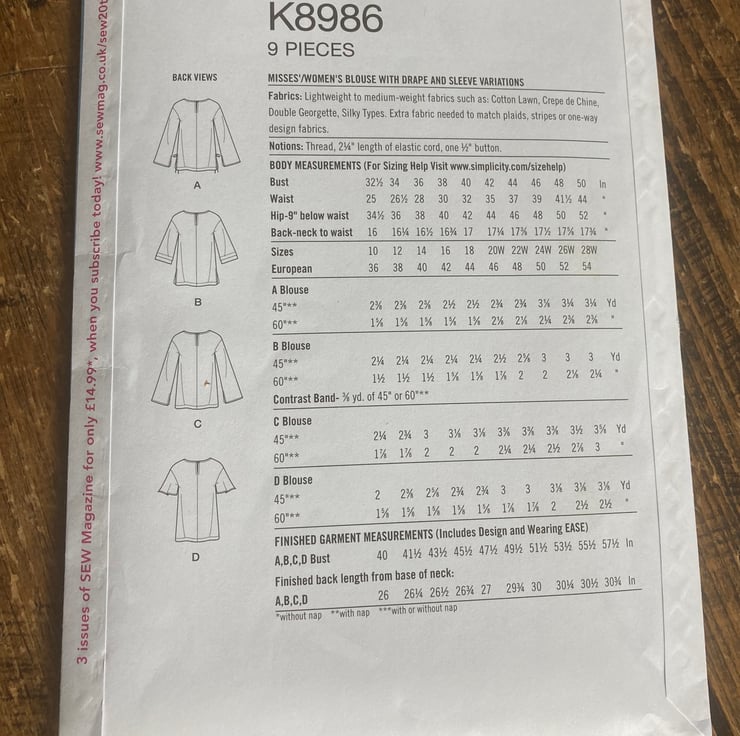 K8986
9 PIECES
BACK VIEWS
MISSES'/WOMEN'S BLOUSE WITH DRAPE AND SLEEVE VARIATIONS
Fabrics: Lightweight to medium-weight fabrics such as: Cotton Lawn, Crepe de Chine,
Double Georgette, Silky Types. Extra fabric needed to match plaids, stripes or one-way
design fabrics.
Notions: Thread, 2¼" length of elastic cord, one ½" button.
BODY MEASUREMENTS (For Sizing Help Visit www.simplicity.com/sizehelp)
Bust 32½ 34 36 38 40 42 44 46 48 50 In
Waist 25 26½ 28 30 32 35 37 39 41½ 44 "
Hip-9" below waist 34½ 36 38 40 42 44 46 48 50 52 "
Back-neck to waist 16 16¼ 16½ 16¾ 17 17¼ 17⅜ 17½ 17⅝ 17¾ "
Sizes 10 12 14 16 18 20W 22W 24W 26W 28W
European 36 38 40 42 44 46 48 50 52 54
A Blouse
45"** 2⅜ 2⅜ 2⅜ 2½ 2½ 2¾ 2¾ 3⅛ 3¼ 3¼ Yd
60"** 1⅝ 1⅝ 1⅝ 1⅝ 1⅝ 2⅛ 2⅛ 2¼ 2⅜ 2⅜ "
B Blouse
45"** 2¼ 2¼ 2¼ 2¼ 2¼ 2½ 2⅝ 3 3 3 Yd
60"** 1½ 1½ 1½ 1⅝ 1⅝ 1⅞ 2 2 2⅛ 2¼ "
Contrast Band- ⅜ yd. of 45" or 60"**
C Blouse
45"** 2¼ 2¾ 3 3⅛ 3⅛ 3⅜ 3⅜ 3⅜ 3½ 3⅝ Yd
60"** 1⅞ 1⅞ 2 2 2 2¼ 2¼ 2½ 2⅞ 3 "
D Blouse
45"** 2 2⅜ 2⅝ 2¾ 2¾ 3 3 3⅛ 3⅛ 3⅛ Yd
60"** 1⅝ 1⅝ 1⅝ 1⅝ 1⅝ 1⅞ 1⅞ 2 2½ 2½ "
FINISHED GARMENT MEASUREMENTS (Includes Design and Wearing EASE)
A,B,C,D Bust 40 41½ 43½ 45½ 47½ 49½ 51½ 53½ 55½ 57½ In
Finished back length from base of neck:
A,B,C,D 26 26¼ 26½ 26¾ 27 29¾ 30 30¼ 30½ 30¾ In
*without nap **with nap ***with or without nap
A
B
C
D
3 issues of SEW Magazine for only £14.99*, when you subscribe today! www.sewmag.co.uk/sew20t